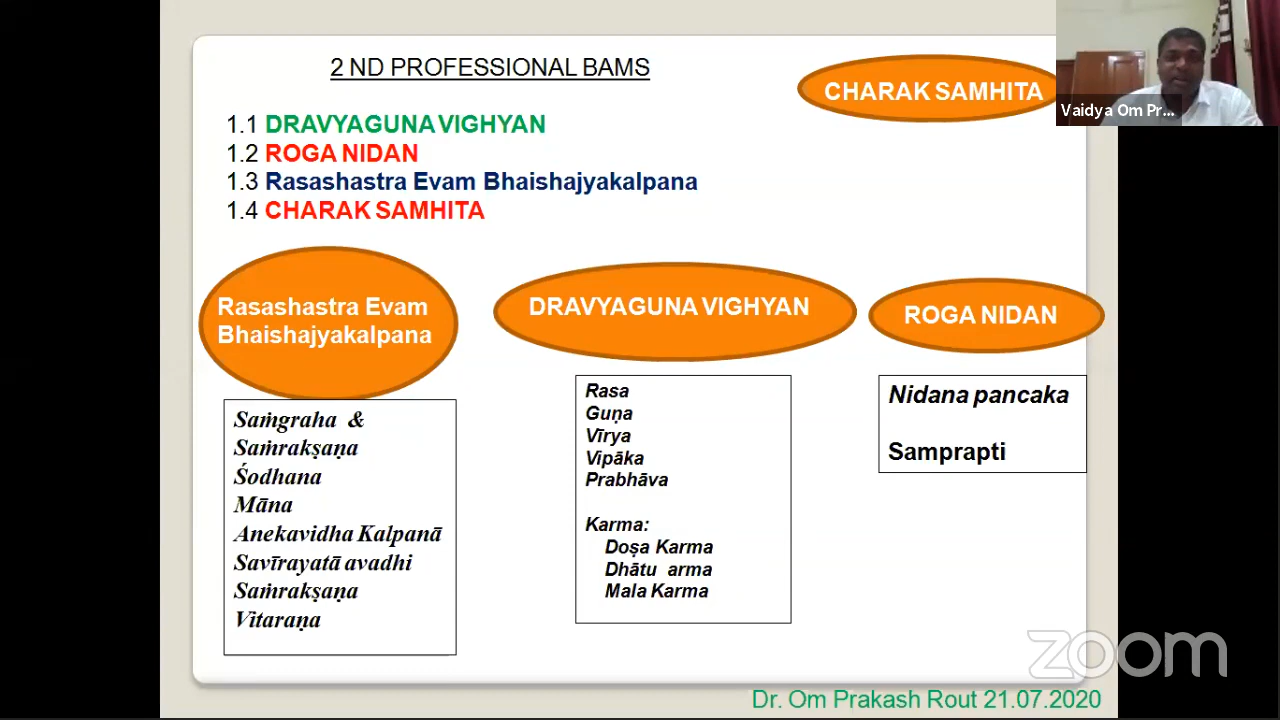 2 ND PROFESSIONAL BAMS
CHARAK SAMHITA
Vaidya Om Pr...
1.1 DRAVYAGUNA VIGHYAN
1.2 ROGA NIDAN
1.3 Rasashastra Evam Bhaishajyakalpana
1.4 CHARAK SAMHITA
Rasashastra Evam
Bhaishajyakalpana
DRAVYAGUNA VIGHYAN
ROGA NIDAN
Saṁgraha &
Saṁrakṣaṇa
Śodhana
Māna
Anekavidha Kalpanā
Savīrayatā avadhi
Saṁrakṣaṇa
Vitaraṇa
Rasa
Guṇa
Vīrya
Vipāka
Prabhāva
Karma:
Doṣa Karma
Dhātu arma
Mala Karma
Nidana pancaka
Samprapti
zoom
Dr. Om Prakash Rout 21.07.2020